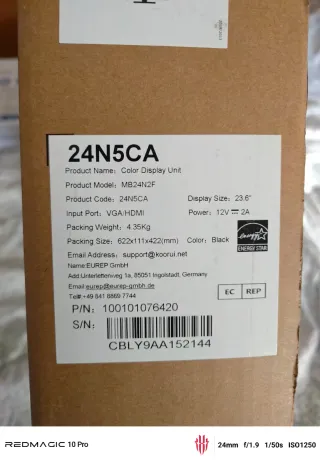 24N5CA
Product Name: Color Display Unit
Product Model: MB24N2F
Product Code: 24N5CA Display Size: 23.6"
Input Port: VGA/HDMI Power: 12V ⎓ 2A
Packing Weight: 4.35Kg
Packing Size: 622x111x422(mm) Color: Black
ENERGY STAR
Email Address: support@koorui.net
Name:EUREP GmbH
Add:Unterlettenweg 1a, 85051 Ingolstadt, Germany
Email:eurep@eurep-gmbh.de
Tel:+49 841 8869 7744
EC REP
P/N: 100101076420
S/N:
CBLY9AA152144
REDMAGIC 10 Pro
24mm f/1.9 1/50s ISO1250